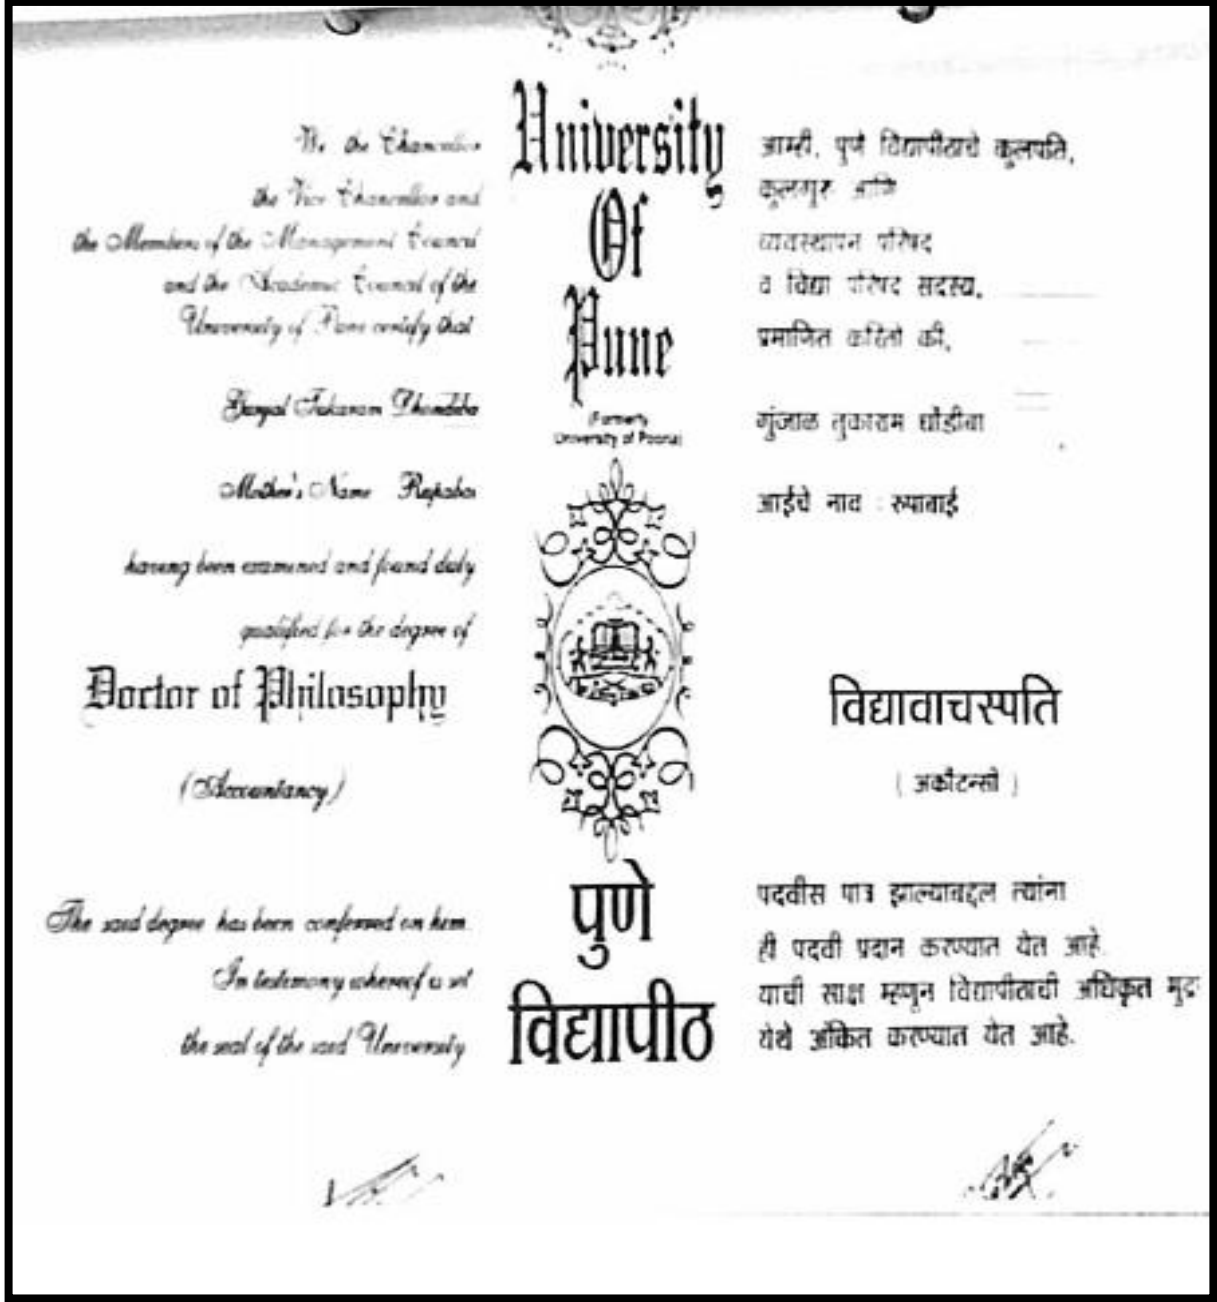 We the Chancellor
the Vice Chancellor and
the Members of the Management Council
and the Academic Council of the
University of Pune certify that
Gunjal Tukaram Dhondiba
Mother's Name Rupabai
having been examined and found duly
qualified for the degree of
Doctor of Philosophy
(Accountancy)
The said degree has been conferred on him.
In testimony whereof is set
the seal of the said University
University
Of
Pune
(Formerly
University of Poona)
पुणे
विद्यापीठ
आम्ही, पुणे विद्यापीठाचे कुलपति,
कुलगुरु आणि
व्यवस्थापन परिषद
व विद्या परिषद सदस्य,
प्रमाणित करितो की,
गुंजाळ तुकाराम धोंडीबा
आईचे नाव : रुपाबाई
विद्यावाचस्पति
( अकौंटन्सी )
पदवीस पात्र झाल्याबद्दल त्यांना
ही पदवी प्रदान करण्यात येत आहे.
याची साक्ष म्हणून विद्यापीठाची अधिकृत मुद्रा
येथे अंकित करण्यात येत आहे.